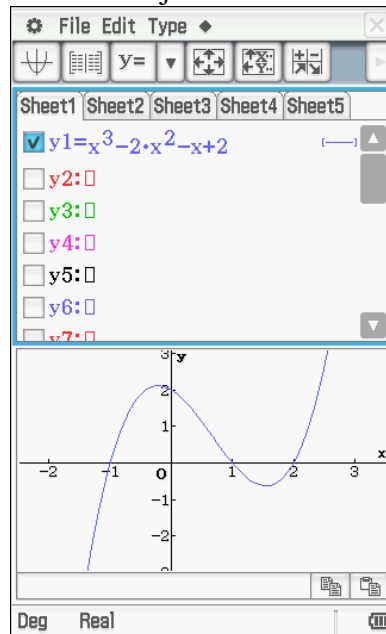 File Edit Type
Y=
Sheet1 Sheet2 Sheet3 Sheet4 Sheet5
y1=x³−2·x²−x+2
y2:▯
y3:▯
y4:▯
y5:▯
y6:▯
y7:▯
3 y
2
1
-2 -1 O 1 2 3 x
-1
-2
Deg Real